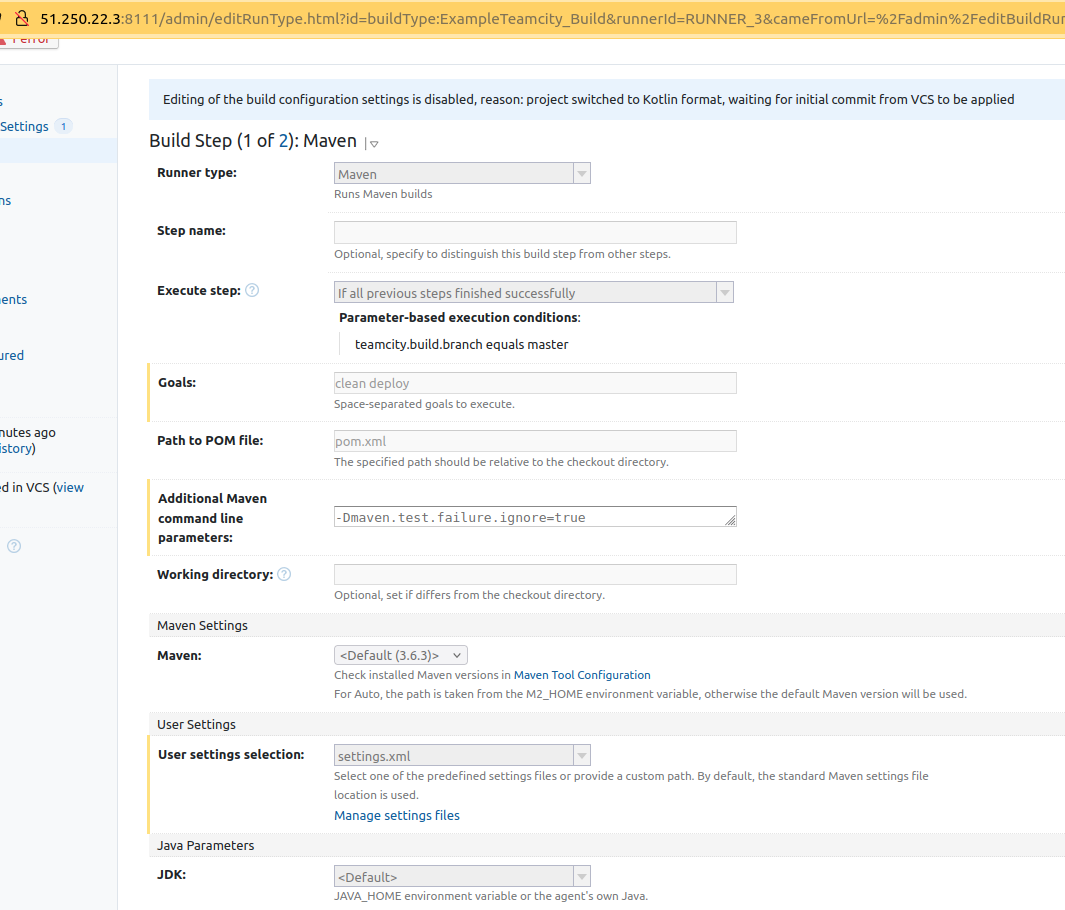 51.250.22.3:8111/admin/editRunType.html?id=buildType:ExampleTeamcity_Build&runnerId=RUNNER_3&cameFromUrl=%2Fadmin%2FeditBuildRun
1 error
s
Settings 1
ns
ents
ured
nutes ago
istory)
ed in VCS (view
?
Editing of the build configuration settings is disabled, reason: project switched to Kotlin format, waiting for initial commit from VCS to be applied
Build Step (1 of 2): Maven
Runner type: Maven
Runs Maven builds
Step name:
Optional, specify to distinguish this build step from other steps.
Execute step: ? If all previous steps finished successfully
Parameter-based execution conditions:
teamcity.build.branch equals master
Goals: clean deploy
Space-separated goals to execute.
Path to POM file: pom.xml
The specified path should be relative to the checkout directory.
Additional Maven
command line
parameters:
-Dmaven.test.failure.ignore=true
Working directory: ?
Optional, set if differs from the checkout directory.
Maven Settings
Maven: <Default (3.6.3)>
Check installed Maven versions in Maven Tool Configuration
For Auto, the path is taken from the M2_HOME environment variable, otherwise the default Maven version will be used.
User Settings
User settings selection: settings.xml
Select one of the predefined settings files or provide a custom path. By default, the standard Maven settings file
location is used.
Manage settings files
Java Parameters
JDK: <Default>
JAVA_HOME environment variable or the agent's own Java.